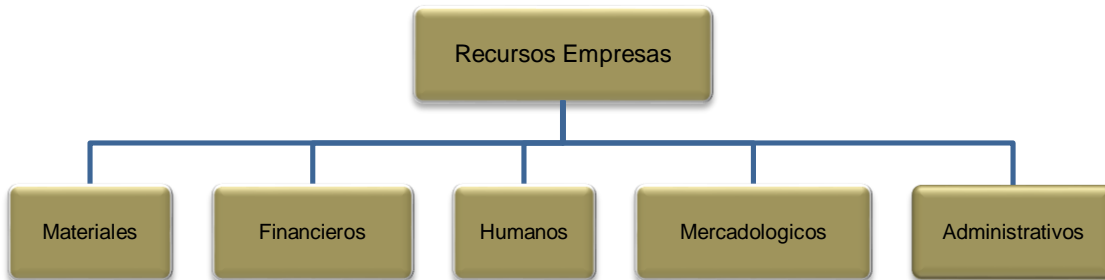 Recursos Empresas
Materiales
Financieros
Humanos
Mercadologicos
Administrativos